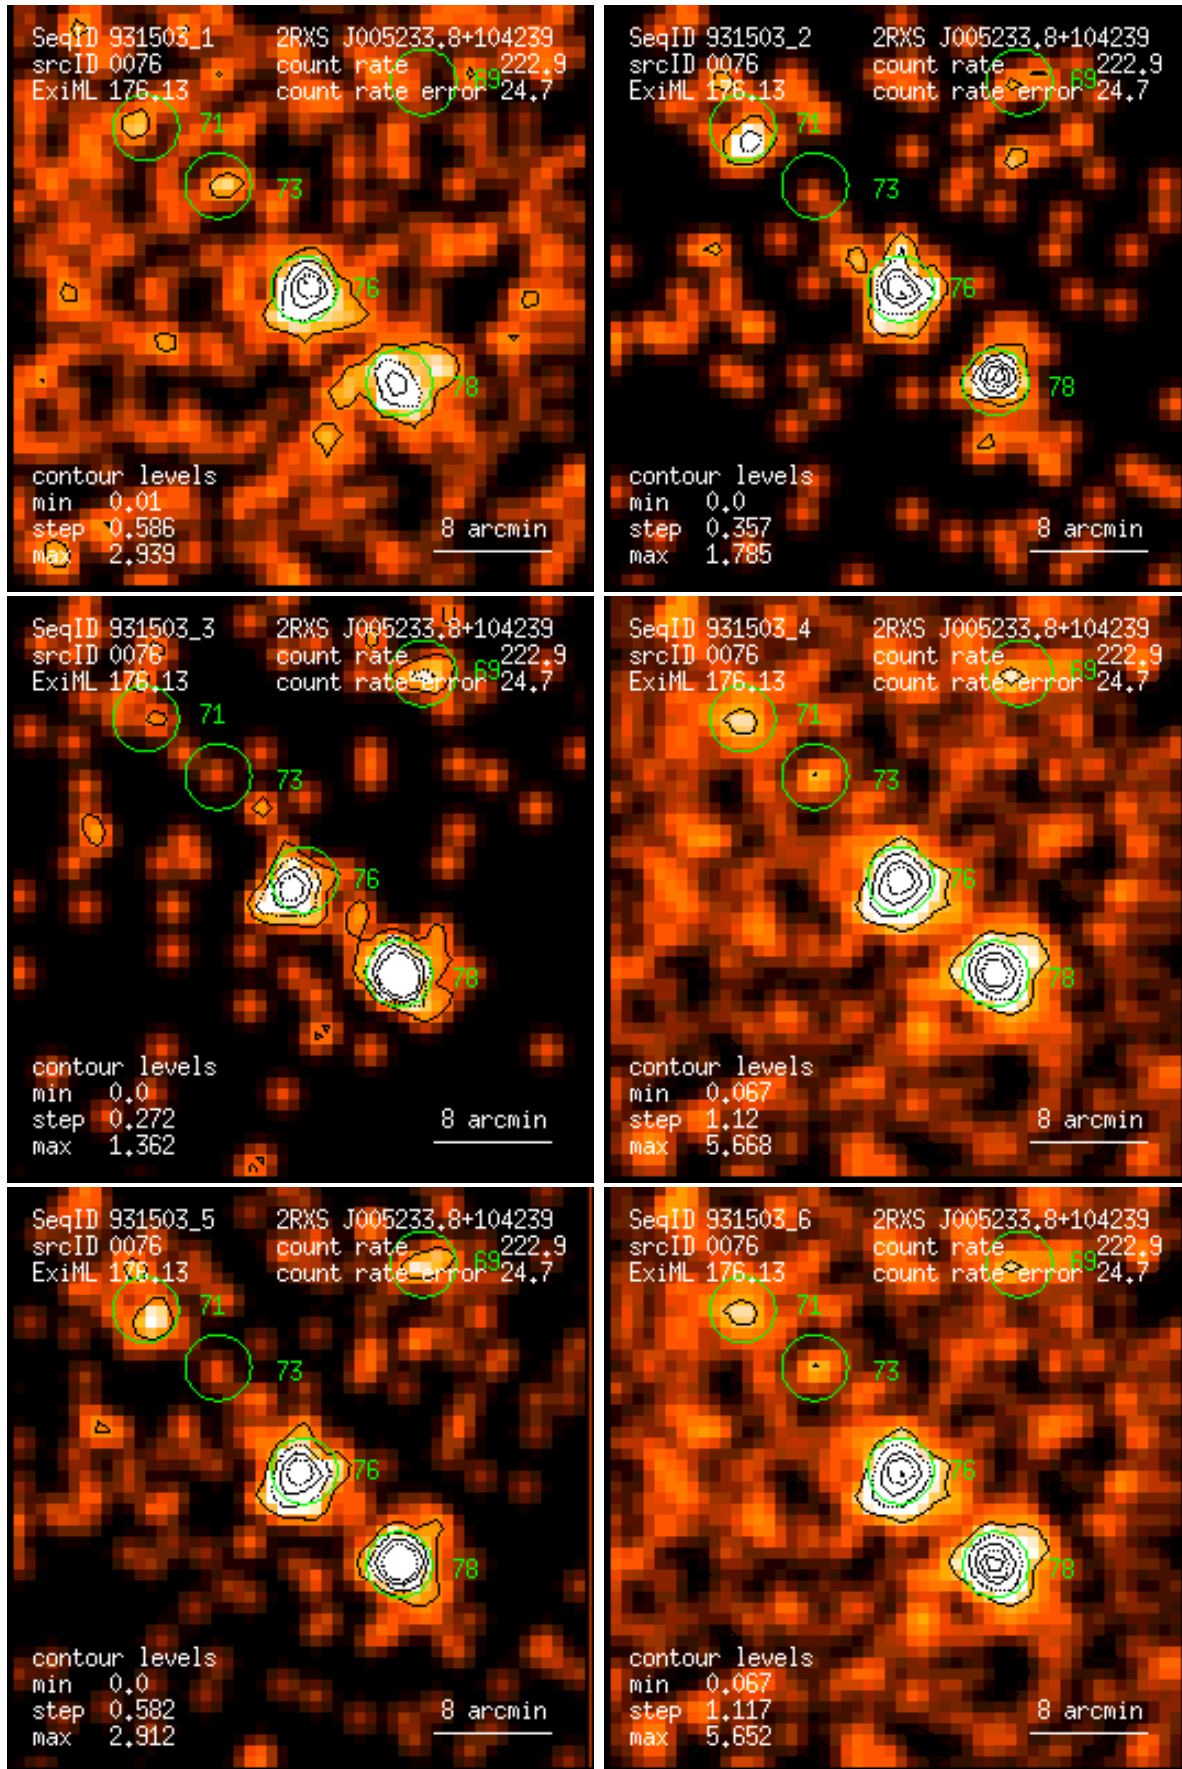 SeqID 931503_1 2RXS J005233.8+104239
srcID 0076 count rate 222.9
ExiML 176.13 count rate error 24.7
69
71
73
76
78
contour levels
min 0.01
step 0.586
max 2.939
8 arcmin
SeqID 931503_2 2RXS J005233.8+104239
srcID 0076 count rate 222.9
ExiML 176.13 count rate error 24.7
69
71
73
76
78
contour levels
min 0.0
step 0.357
max 1.785
8 arcmin
SeqID 931503_3 2RXS J005233.8+104239
srcID 0076 count rate 222.9
ExiML 176.13 count rate error 24.7
69
71
73
76
78
contour levels
min 0.0
step 0.272
max 1.362
8 arcmin
SeqID 931503_4 2RXS J005233.8+104239
srcID 0076 count rate 222.9
ExiML 176.13 count rate error 24.7
69
71
73
76
78
contour levels
min 0.067
step 1.12
max 5.668
8 arcmin
SeqID 931503_5 2RXS J005233.8+104239
srcID 0076 count rate 222.9
ExiML 176.13 count rate error 24.7
69
71
73
76
78
contour levels
min 0.0
step 0.582
max 2.912
8 arcmin
SeqID 931503_6 2RXS J005233.8+104239
srcID 0076 count rate 222.9
ExiML 176.13 count rate error 24.7
69
71
73
76
78
contour levels
min 0.067
step 1.117
max 5.652
8 arcmin